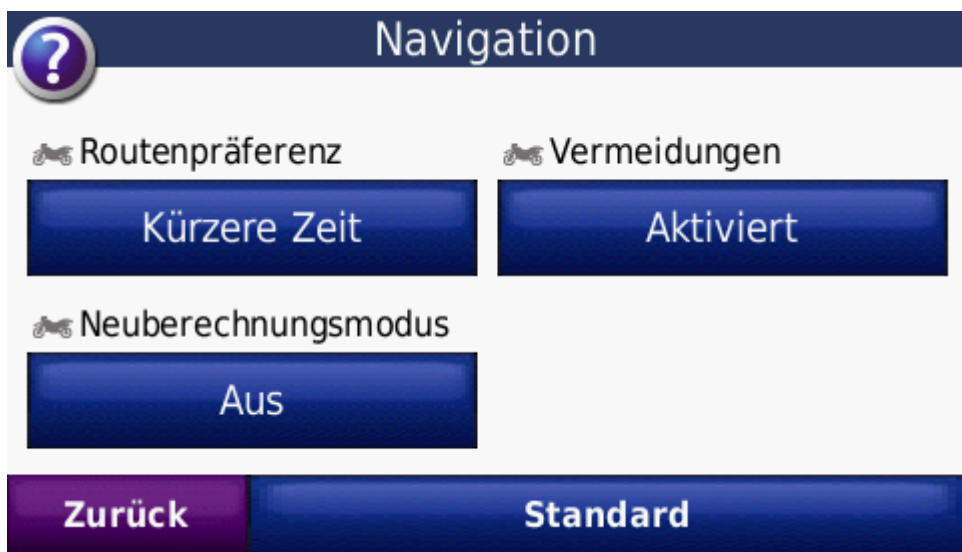 Navigation
Routenpräferenz
Kürzere Zeit
Vermeidungen
Aktiviert
Neuberechnungsmodus
Aus
Zurück
Standard